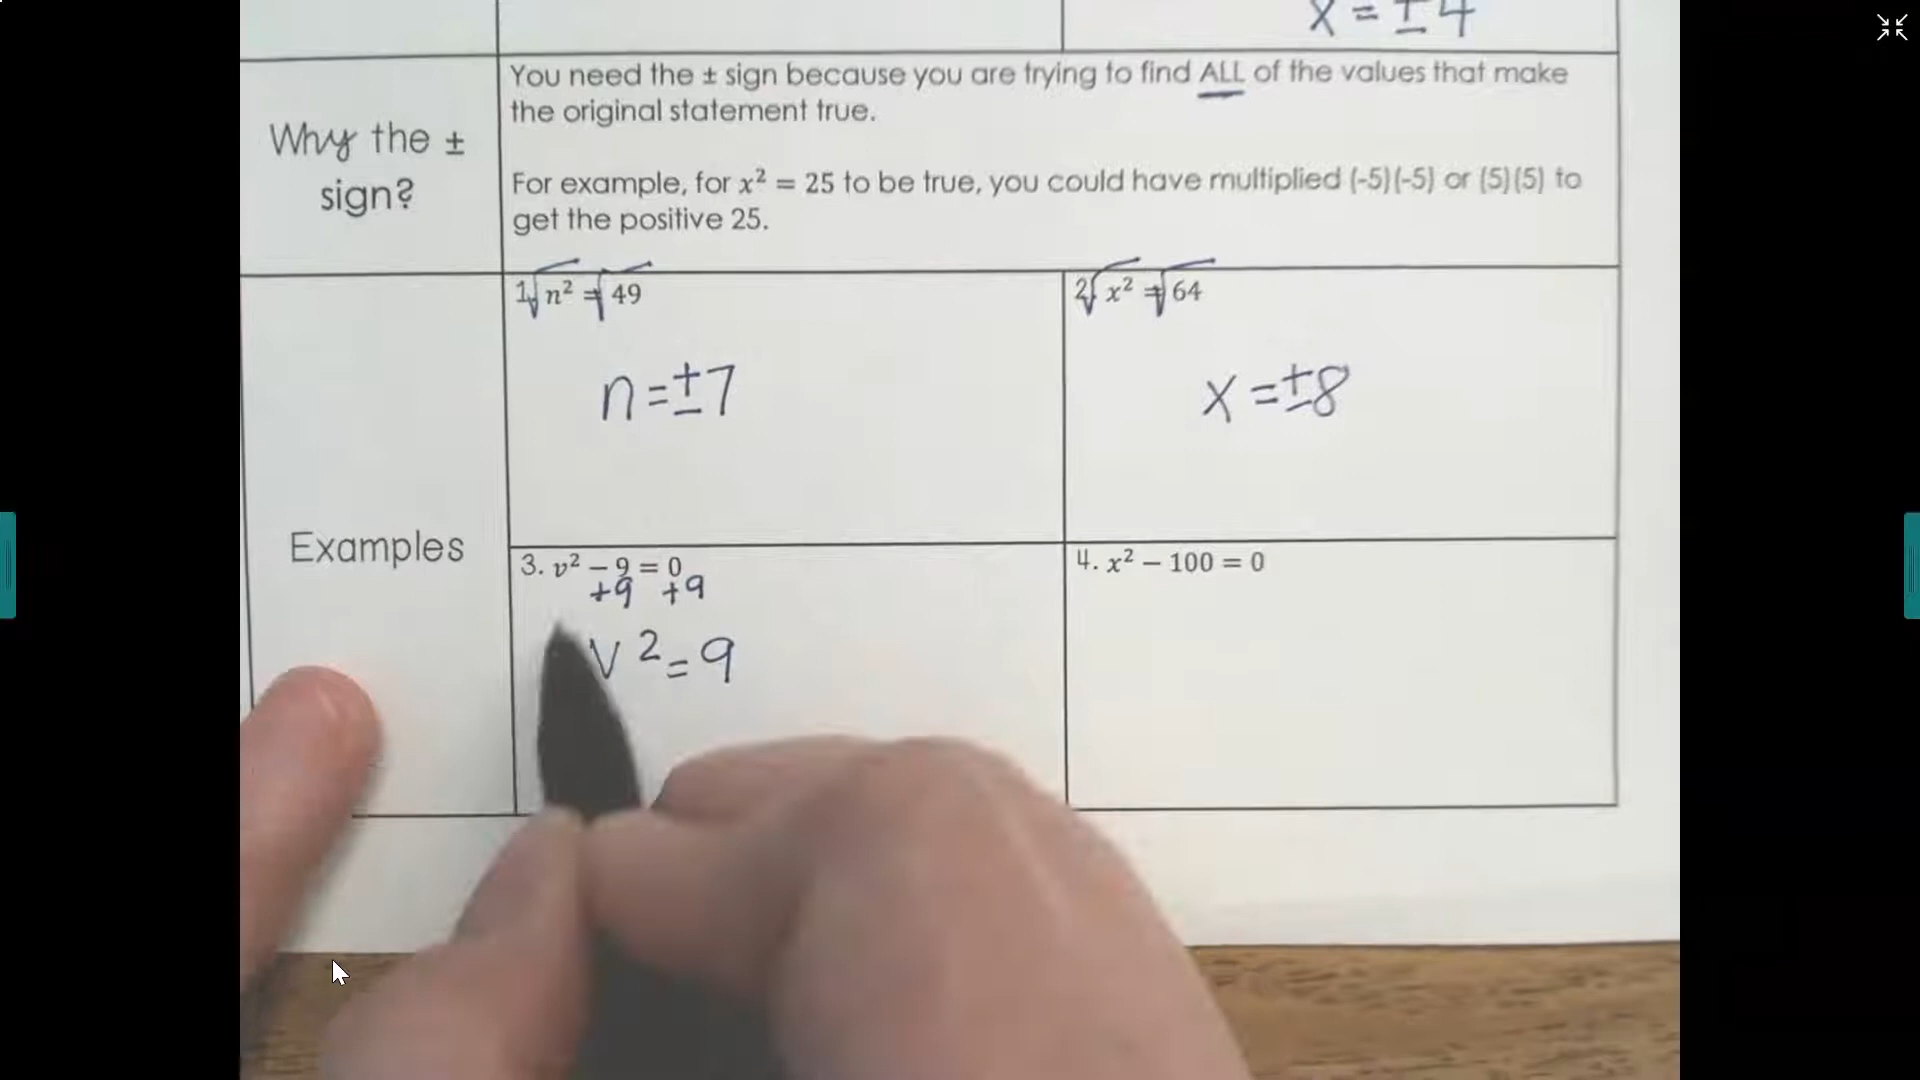 x = ±4
You need the ± sign because you are trying to find ALL of the values that make
the original statement true.
Why the ±
sign?
For example, for x² = 25 to be true, you could have multiplied (-5)(-5) or (5)(5) to
get the positive 25.
1. √n² = √49
n = ±7
2. √x² = √64
x = ±8
Examples
3. v² − 9 = 0
+9 +9
v² = 9
4. x² − 100 = 0